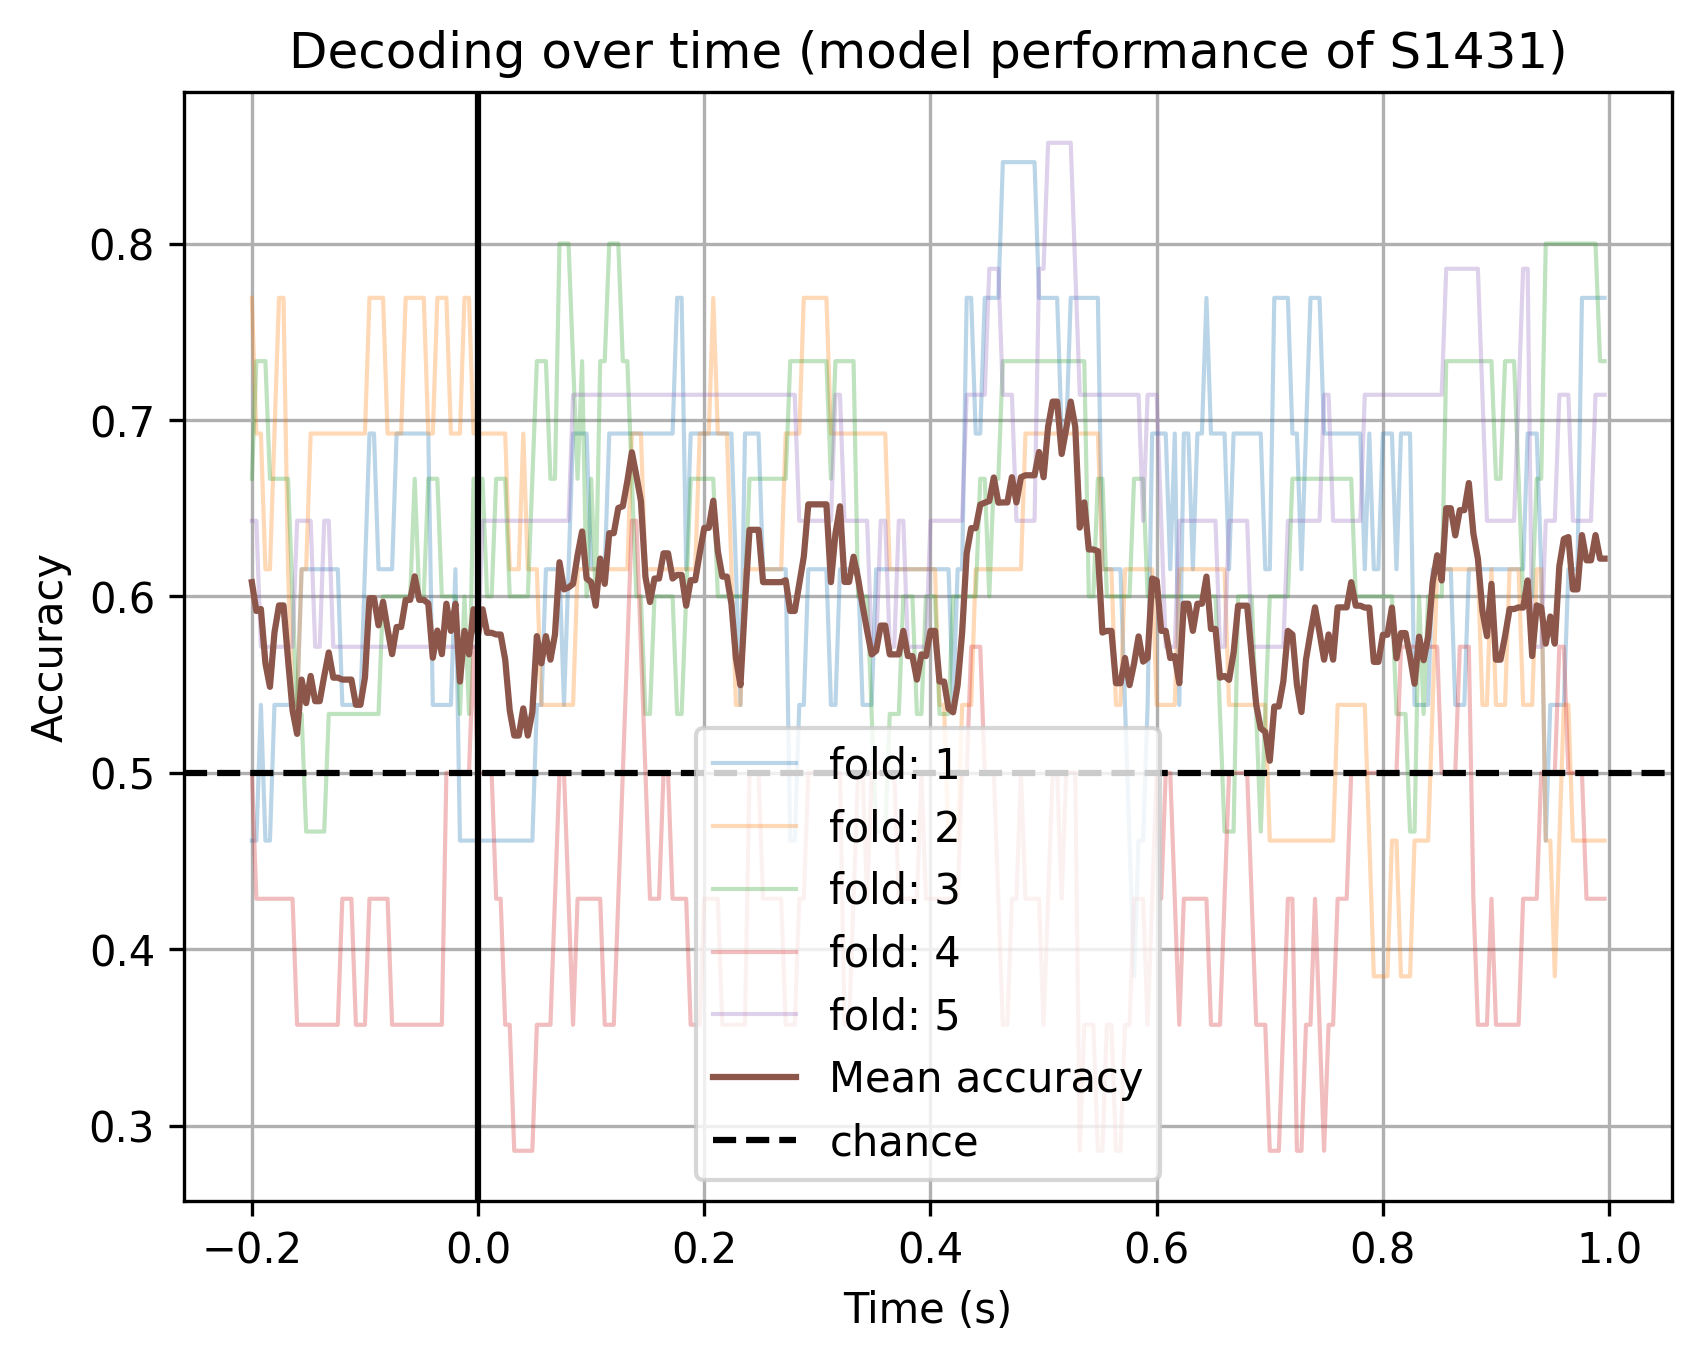 Decoding over time (model performance of S1431)
Accuracy
0.8
0.7
0.6
0.5
0.4
0.3
fold: 1
fold: 2
fold: 3
fold: 4
fold: 5
Mean accuracy
chance
−0.2 0.0 0.2 0.4 0.6 0.8 1.0
Time (s)